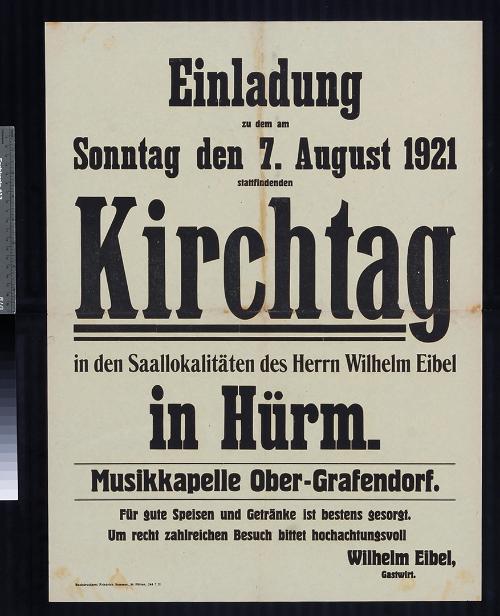 Einladung
zu dem am
Sonntag den 7. August 1921
stattfindenden
Kirchtag
in den Saallokalitäten des Herrn Wilhelm Eibel
in Hürm.
Musikkapelle Ober-Grafendorf.
Für gute Speisen und Getränke ist bestens gesorgt.
Um recht zahlreichen Besuch bittet hochachtungsvoll
Wilhelm Eibel,
Gastwirt.